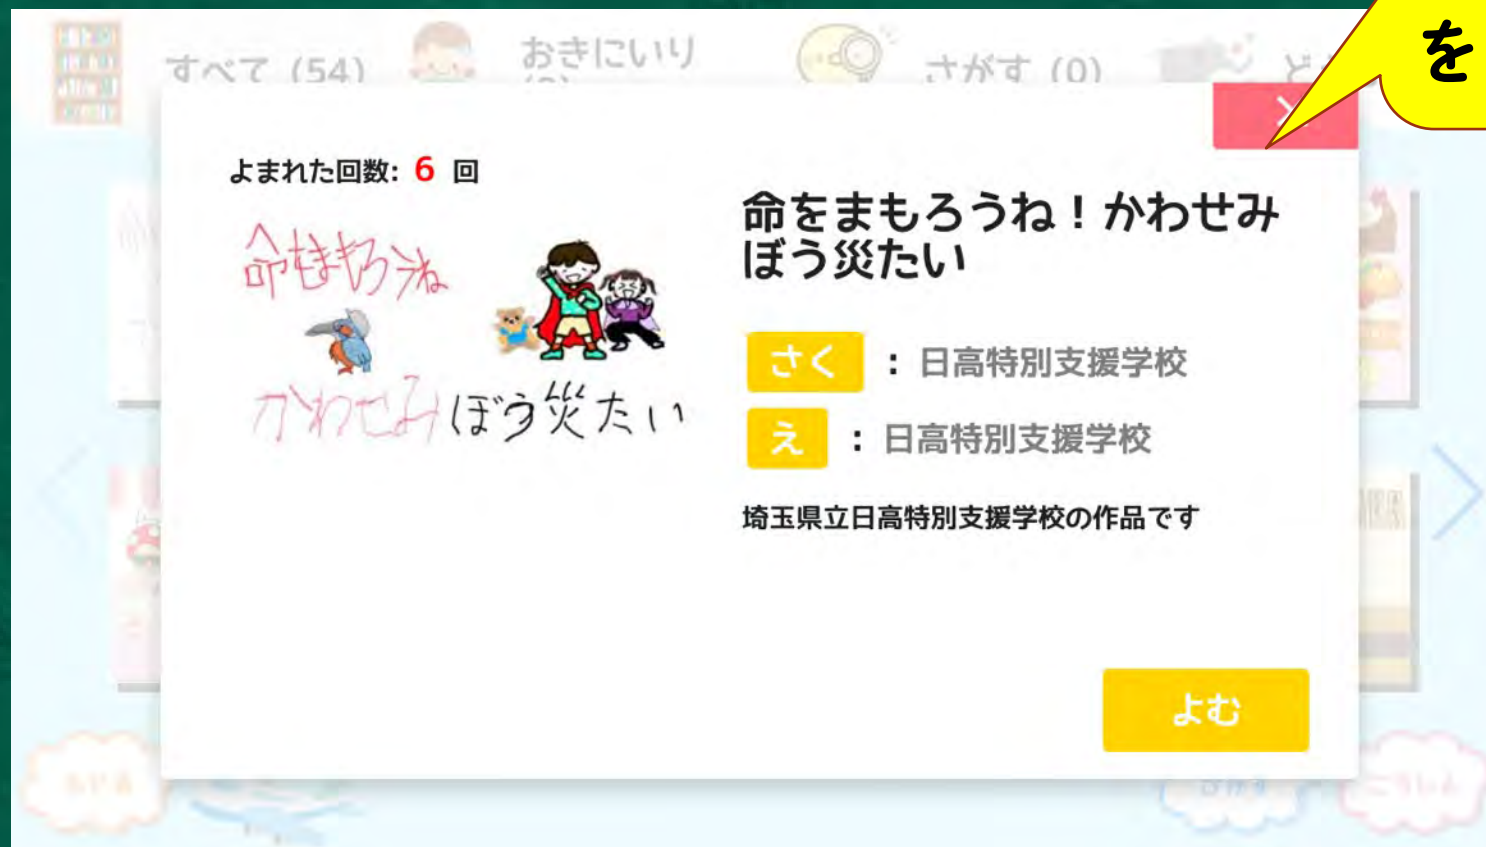 を
すべて (54)
おきにいり
さがす (0)
よまれた回数: 6 回
命をまもろうね
かわせみぼう災たい
命をまもろうね！かわせみ
ぼう災たい
さく : 日高特別支援学校
え : 日高特別支援学校
埼玉県立日高特別支援学校の作品です
よむ